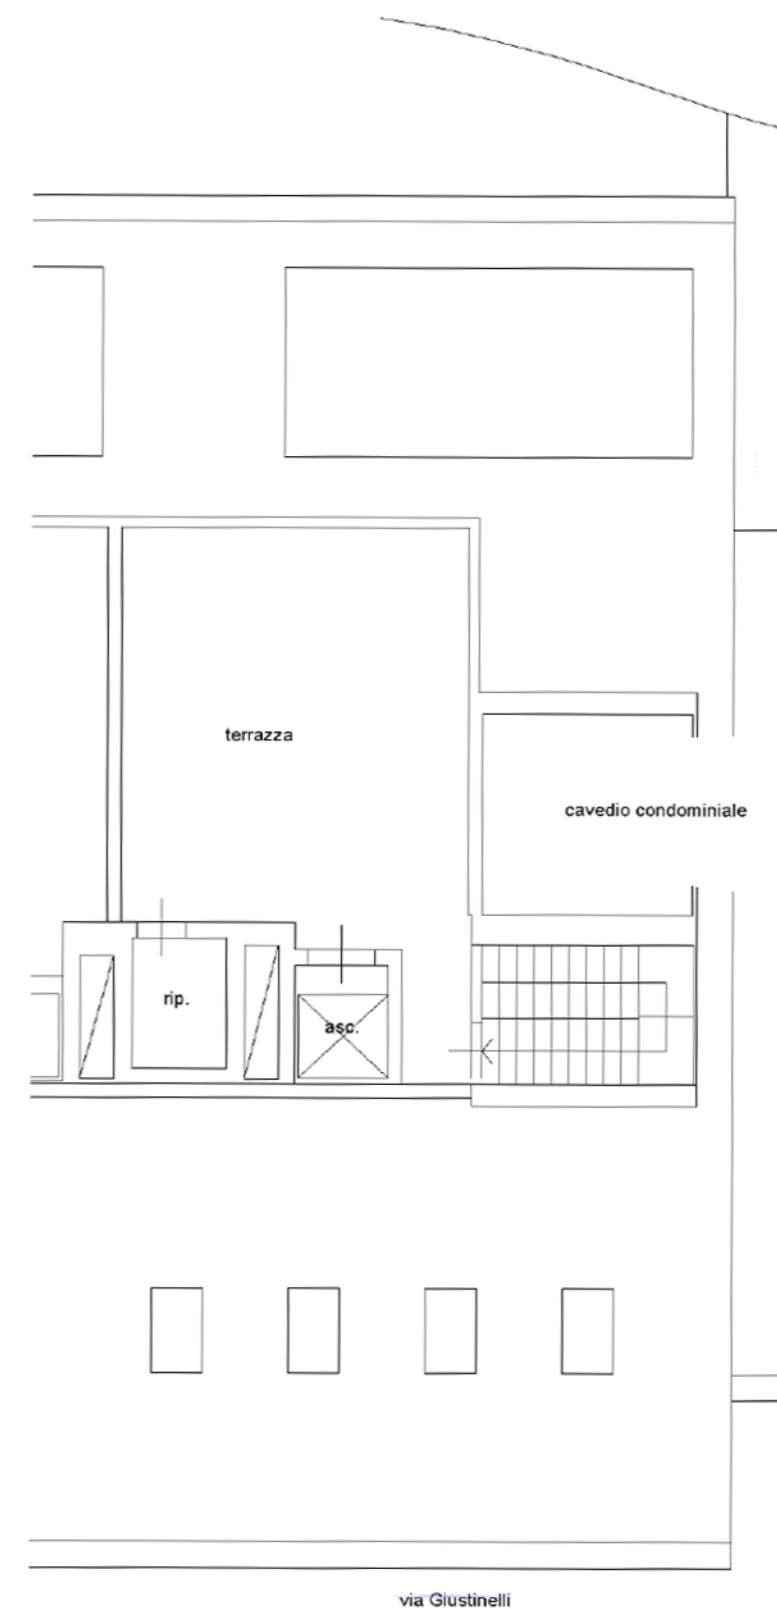 terrazza
cavedio condominiale
rip.
asc.
via Giustinelli